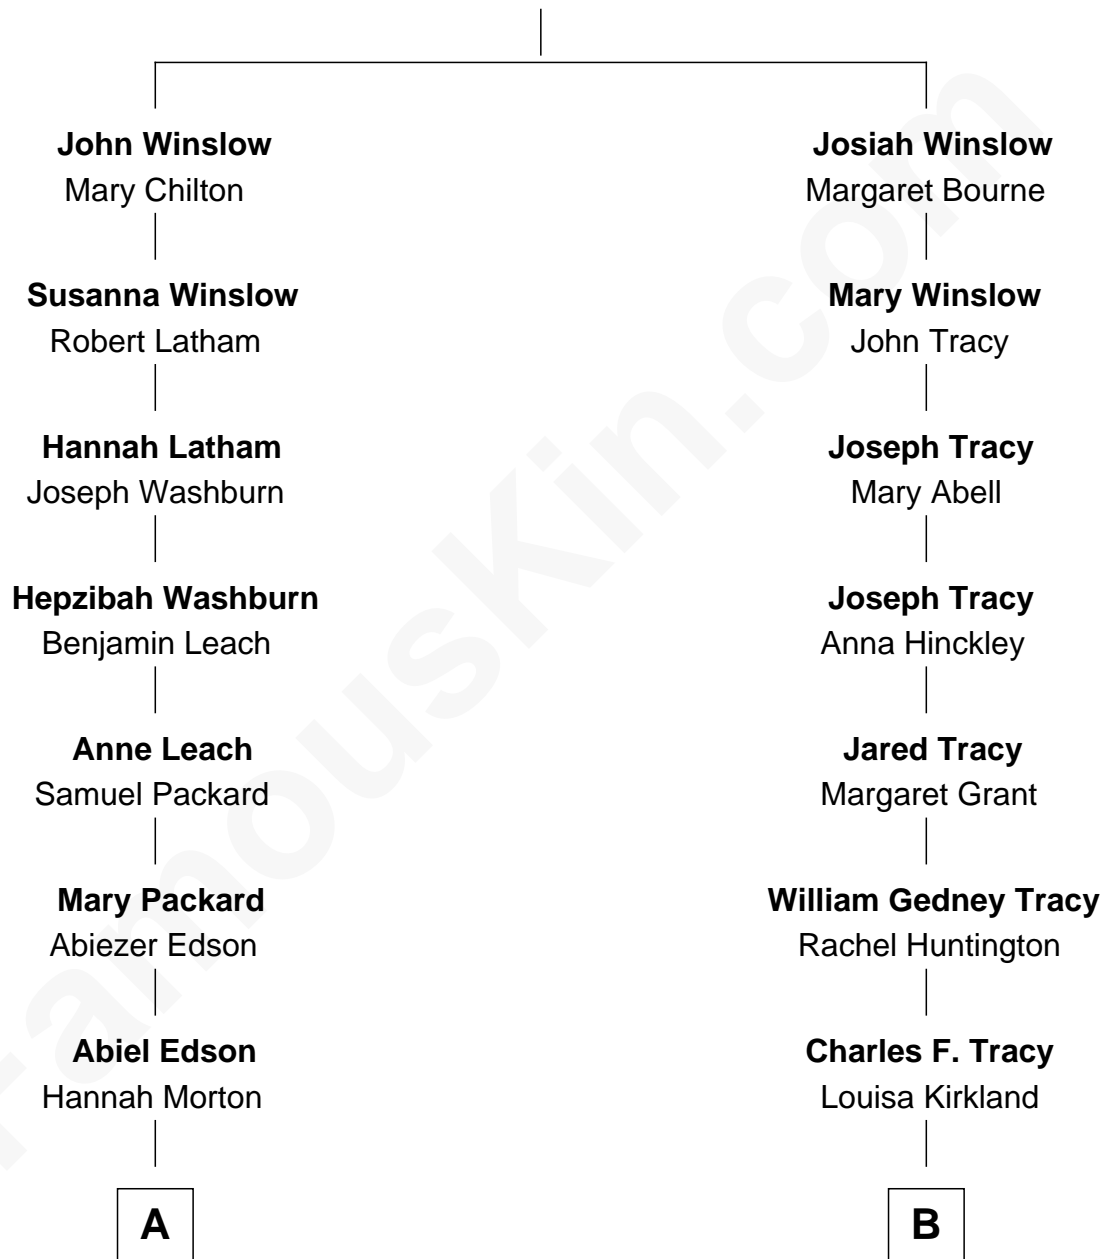 John Winslow
Mary Chilton
Susanna Winslow
Robert Latham
Hannah Latham
Joseph Washburn
Hepzibah Washburn
Benjamin Leach
Anne Leach
Samuel Packard
Mary Packard
Abiezer Edson
Abiel Edson
Hannah Morton
A
Josiah Winslow
Margaret Bourne
Mary Winslow
John Tracy
Joseph Tracy
Mary Abell
Joseph Tracy
Anna Hinckley
Jared Tracy
Margaret Grant
William Gedney Tracy
Rachel Huntington
Charles F. Tracy
Louisa Kirkland
B
FamousKin.com